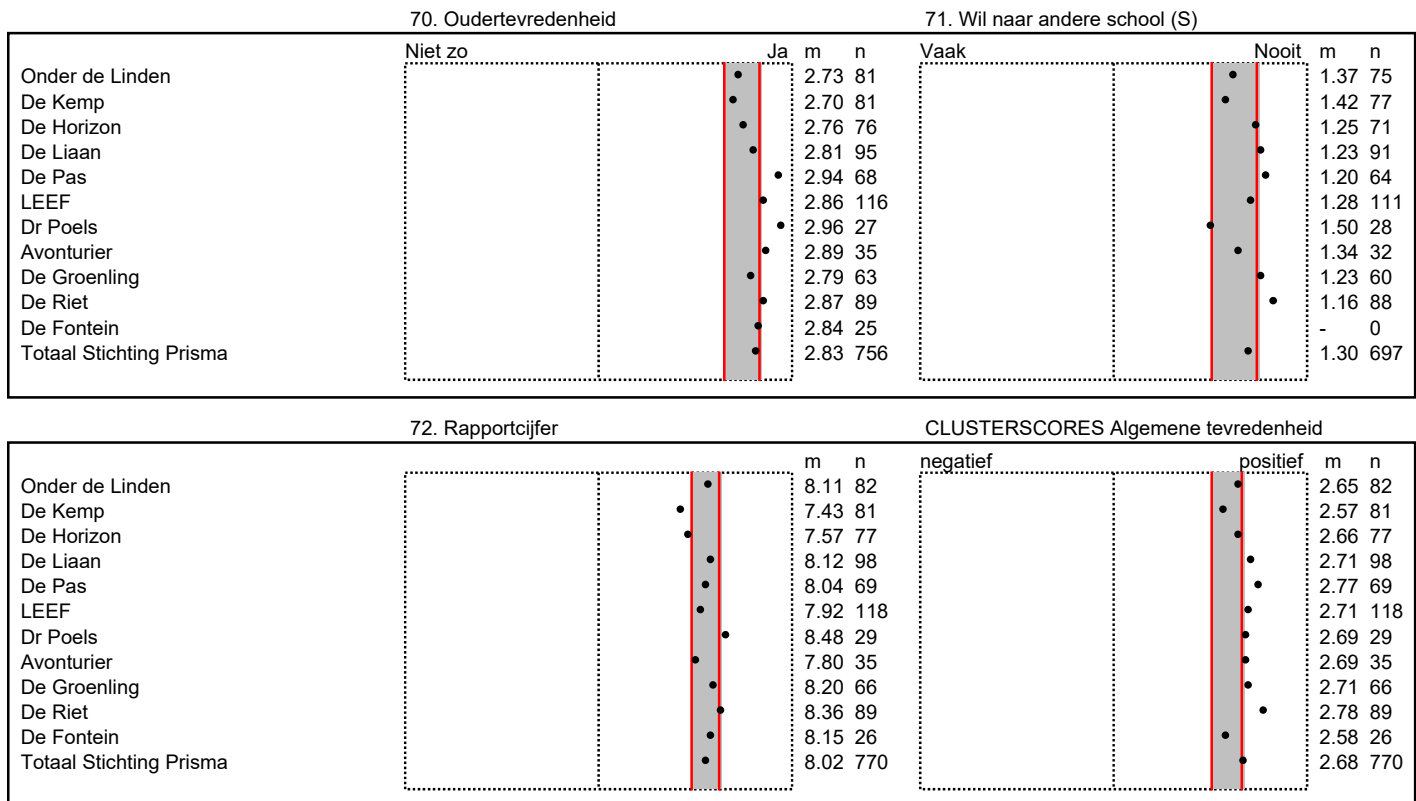 70. Oudertevredenheid 71. Wil naar andere school (S)
Niet zo Ja m n Vaak Nooit m n
Onder de Linden 2.73 81 1.37 75
De Kemp 2.70 81 1.42 77
De Horizon 2.76 76 1.25 71
De Liaan 2.81 95 1.23 91
De Pas 2.94 68 1.20 64
LEEF 2.86 116 1.28 111
Dr Poels 2.96 27 1.50 28
Avonturier 2.89 35 1.34 32
De Groenling 2.79 63 1.23 60
De Riet 2.87 89 1.16 88
De Fontein 2.84 25 - 0
Totaal Stichting Prisma 2.83 756 1.30 697
72. Rapportcijfer CLUSTERSCORES Algemene tevredenheid
m n negatief positief m n
Onder de Linden 8.11 82 2.65 82
De Kemp 7.43 81 2.57 81
De Horizon 7.57 77 2.66 77
De Liaan 8.12 98 2.71 98
De Pas 8.04 69 2.77 69
LEEF 7.92 118 2.71 118
Dr Poels 8.48 29 2.69 29
Avonturier 7.80 35 2.69 35
De Groenling 8.20 66 2.71 66
De Riet 8.36 89 2.78 89
De Fontein 8.15 26 2.58 26
Totaal Stichting Prisma 8.02 770 2.68 770